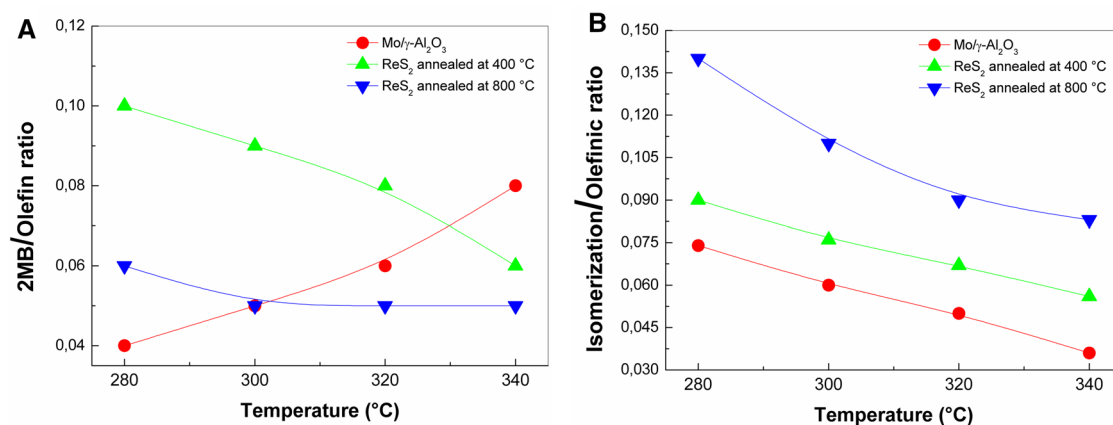 A
2MB/Olefin ratio
0,12
0,10
0,08
0,06
0,04
Mo/γ-Al₂O₃
ReS₂ annealed at 400 °C
ReS₂ annealed at 800 °C
280 300 320 340
Temperature (°C)
B
Isomerization/Olefinic ratio
0,150
0,135
0,120
0,105
0,090
0,075
0,060
0,045
0,030
Mo/γ-Al₂O₃
ReS₂ annealed at 400 °C
ReS₂ annealed at 800 °C
280 300 320 340
Temperature (°C)